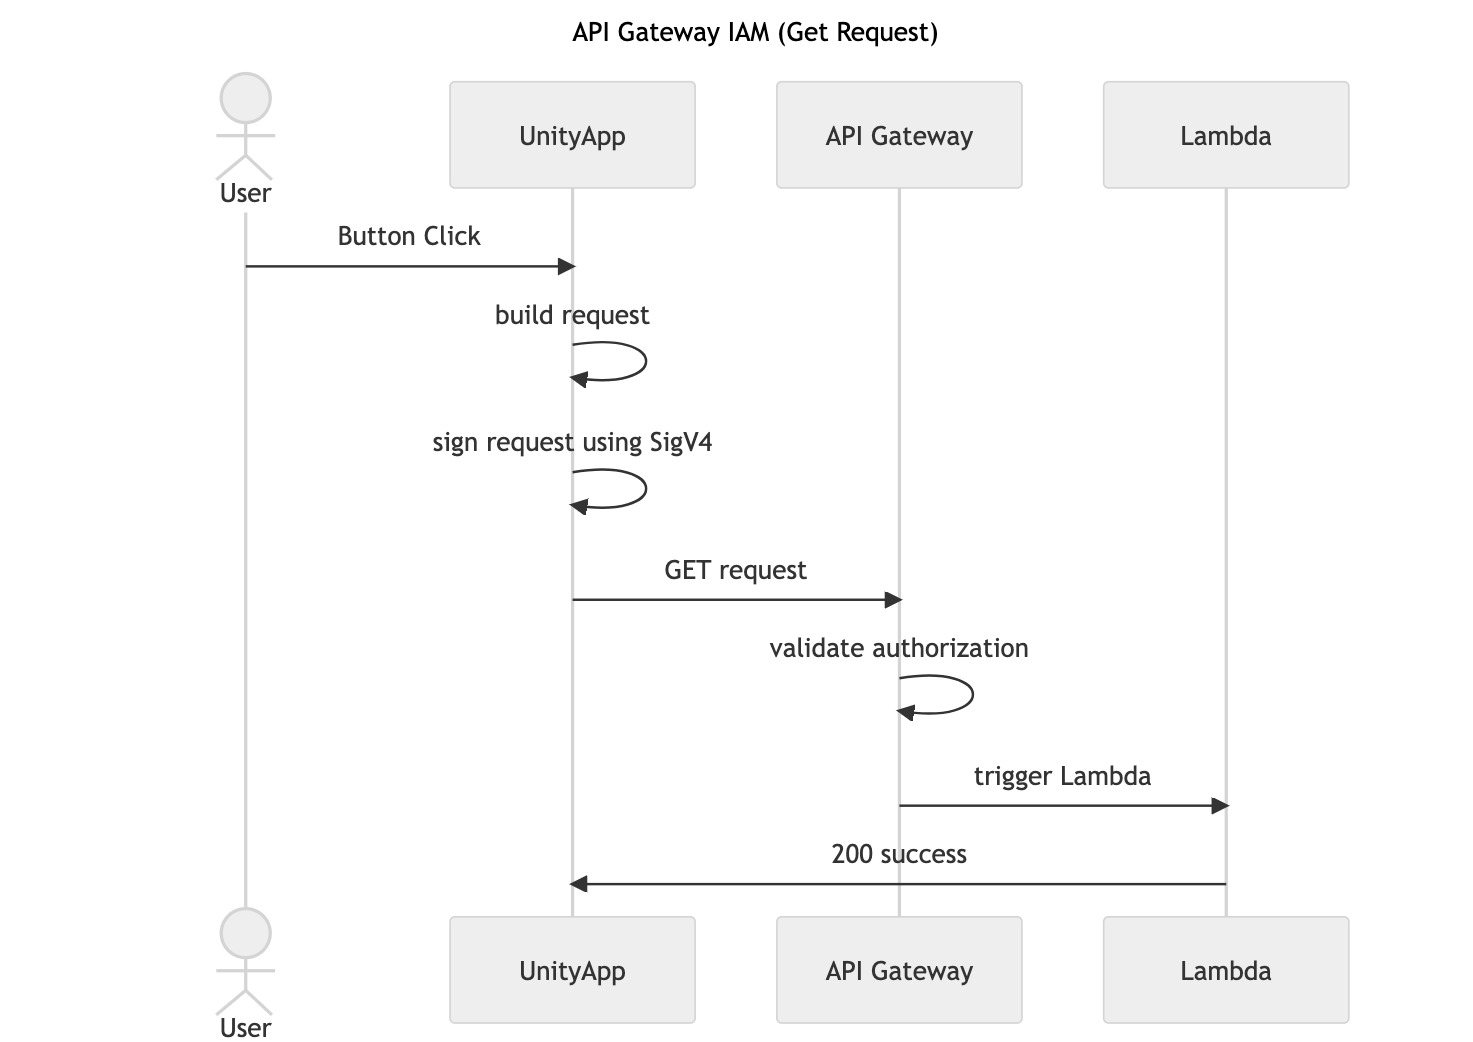 API Gateway IAM (Get Request)
User
UnityApp
API Gateway
Lambda
Button Click
build request
sign request using SigV4
GET request
validate authorization
trigger Lambda
200 success
User
UnityApp
API Gateway
Lambda